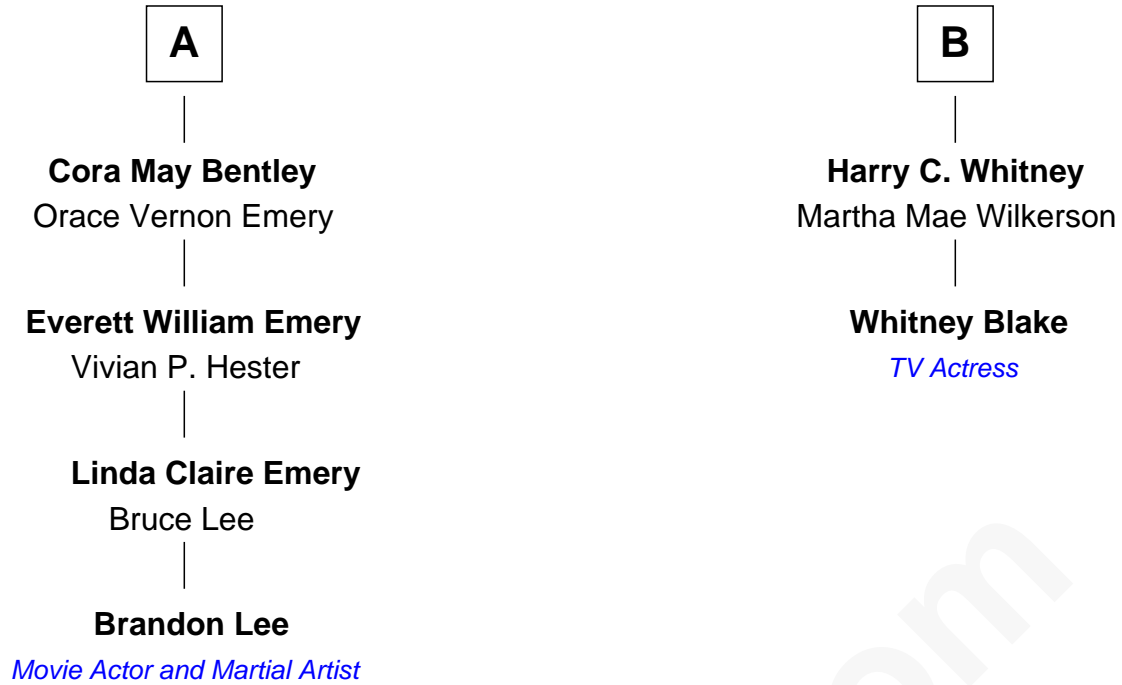 A
Cora May Bentley
Orace Vernon Emery
Everett William Emery
Vivian P. Hester
Linda Claire Emery
Bruce Lee
Brandon Lee
Movie Actor and Martial Artist
B
Harry C. Whitney
Martha Mae Wilkerson
Whitney Blake
TV Actress
om